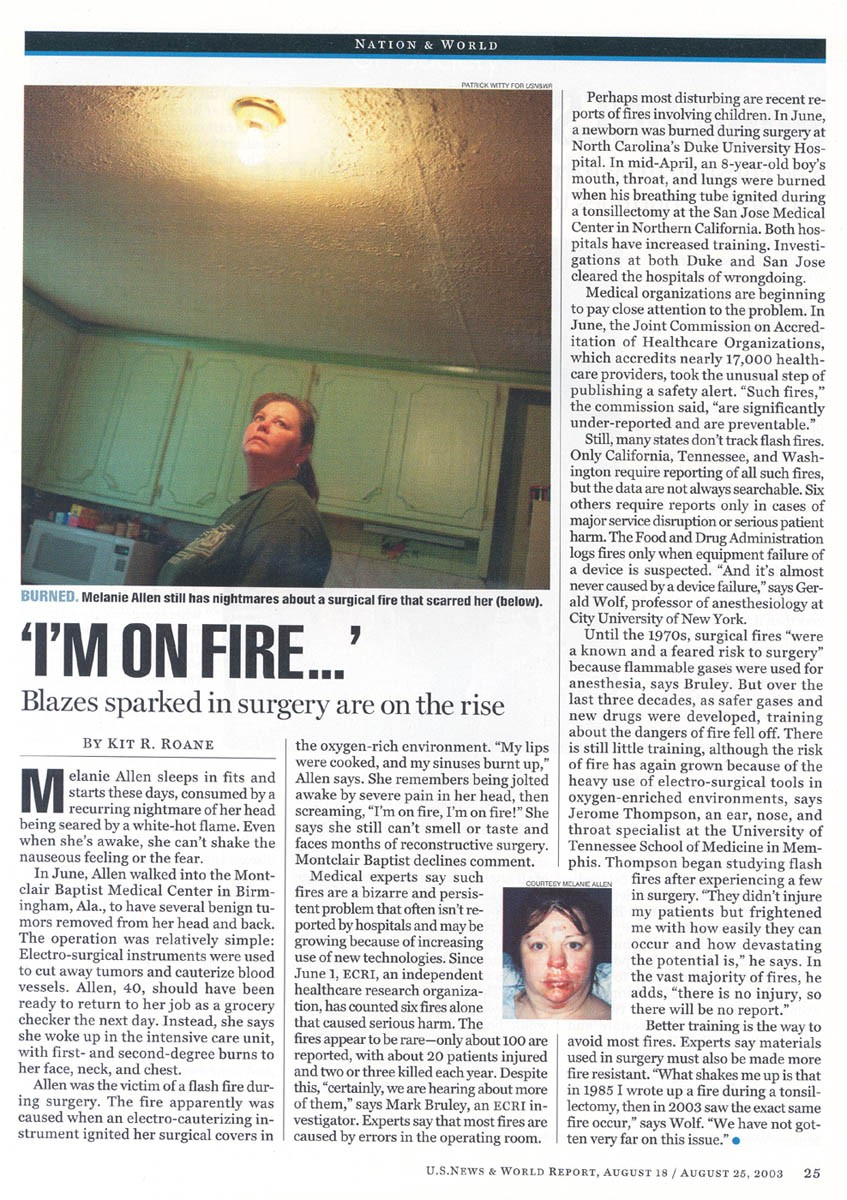 NATION & WORLD
PATRICK WITTY FOR USN&WR
BURNED. Melanie Allen still has nightmares about a surgical fire that scarred her (below).
‘I’M ON FIRE...’
Blazes sparked in surgery are on the rise
BY KIT R. ROANE
Melanie Allen sleeps in fits and
starts these days, consumed by a
recurring nightmare of her head
being seared by a white-hot flame. Even
when she’s awake, she can’t shake the
nauseous feeling or the fear.
In June, Allen walked into the Mont-
clair Baptist Medical Center in Birm-
ingham, Ala., to have several benign tu-
mors removed from her head and back.
The operation was relatively simple:
Electro-surgical instruments were used
to cut away tumors and cauterize blood
vessels. Allen, 40, should have been
ready to return to her job as a grocery
checker the next day. Instead, she says
she woke up in the intensive care unit,
with first- and second-degree burns to
her face, neck, and chest.
Allen was the victim of a flash fire dur-
ing surgery. The fire apparently was
caused when an electro-cauterizing in-
strument ignited her surgical covers in
the oxygen-rich environment. “My lips
were cooked, and my sinuses burnt up,”
Allen says. She remembers being jolted
awake by severe pain in her head, then
screaming, “I’m on fire, I’m on fire!” She
says she still can’t smell or taste and
faces months of reconstructive surgery.
Montclair Baptist declines comment.
Medical experts say such
fires are a bizarre and persis-
tent problem that often isn’t re-
ported by hospitals and may be
growing because of increasing
use of new technologies. Since
June 1, ECRI, an independent
healthcare research organiza-
tion, has counted six fires alone
that caused serious harm. The
fires appear to be rare—only about 100 are
reported, with about 20 patients injured
and two or three killed each year. Despite
this, “certainly, we are hearing about more
of them,” says Mark Bruley, an ECRI in-
vestigator. Experts say that most fires are
caused by errors in the operating room.
COURTESY MELANIE ALLEN
Perhaps most disturbing are recent re-
ports of fires involving children. In June,
a newborn was burned during surgery at
North Carolina’s Duke University Hos-
pital. In mid-April, an 8-year-old boy’s
mouth, throat, and lungs were burned
when his breathing tube ignited during
a tonsillectomy at the San Jose Medical
Center in Northern California. Both hos-
pitals have increased training. Investi-
gations at both Duke and San Jose
cleared the hospitals of wrongdoing.
Medical organizations are beginning
to pay close attention to the problem. In
June, the Joint Commission on Accred-
itation of Healthcare Organizations,
which accredits nearly 17,000 health-
care providers, took the unusual step of
publishing a safety alert. “Such fires,”
the commission said, “are significantly
under-reported and are preventable.”
Still, many states don’t track flash fires.
Only California, Tennessee, and Wash-
ington require reporting of all such fires,
but the data are not always searchable. Six
others require reports only in cases of
major service disruption or serious patient
harm. The Food and Drug Administration
logs fires only when equipment failure of
a device is suspected. “And it’s almost
never caused by a device failure,” says Ger-
ald Wolf, professor of anesthesiology at
City University of New York.
Until the 1970s, surgical fires “were
a known and a feared risk to surgery”
because flammable gases were used for
anesthesia, says Bruley. But over the
last three decades, as safer gases and
new drugs were developed, training
about the dangers of fire fell off. There
is still little training, although the risk
of fire has again grown because of the
heavy use of electro-surgical tools in
oxygen-enriched environments, says
Jerome Thompson, an ear, nose, and
throat specialist at the University of
Tennessee School of Medicine in Mem-
phis. Thompson began studying flash
fires after experiencing a few
in surgery. “They didn’t injure
my patients but frightened
me with how easily they can
occur and how devastating
the potential is,” he says. In
the vast majority of fires, he
adds, “there is no injury, so
there will be no report.”
Better training is the way to
avoid most fires. Experts say materials
used in surgery must also be made more
fire resistant. “What shakes me up is that
in 1985 I wrote up a fire during a tonsil-
lectomy, then in 2003 saw the exact same
fire occur,” says Wolf. “We have not got-
ten very far on this issue.” ●
U.S.NEWS & WORLD REPORT, AUGUST 18 / AUGUST 25, 2003 25